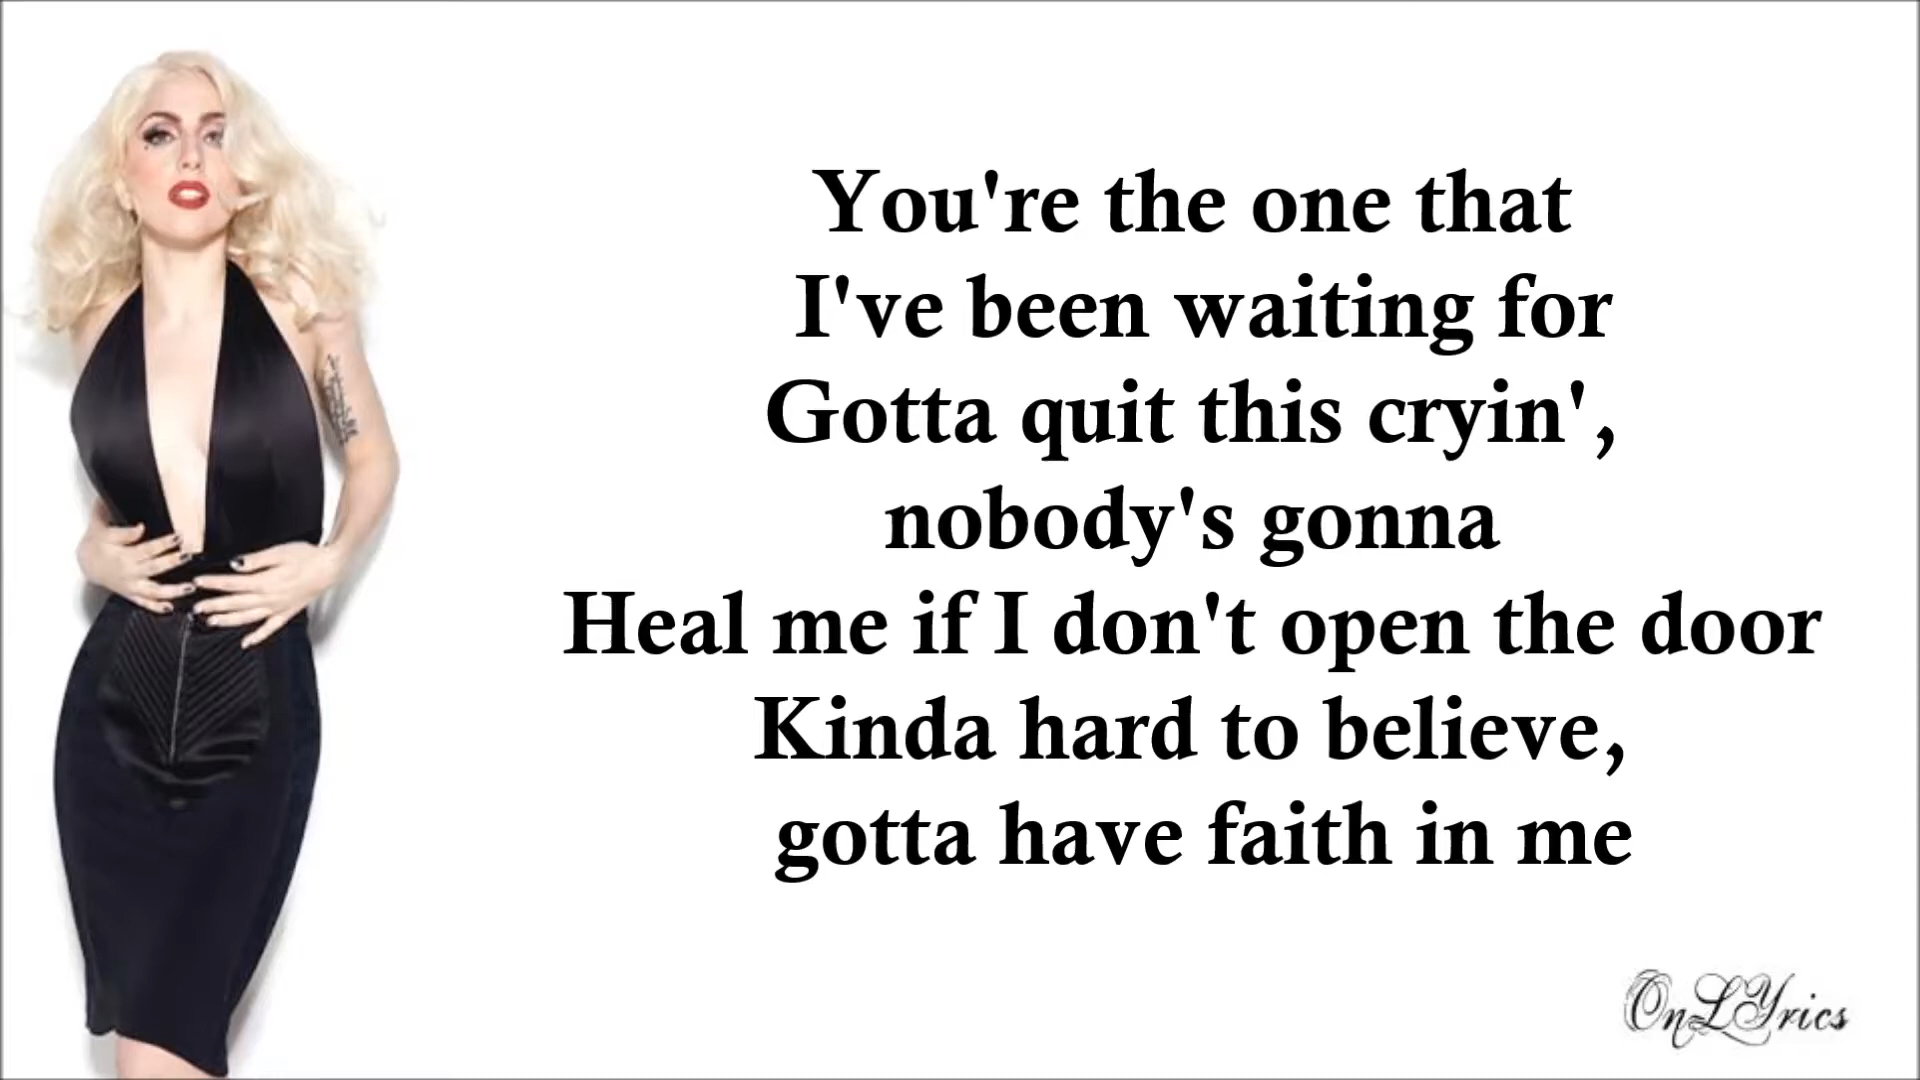 You're the one that
I've been waiting for
Gotta quit this cryin',
nobody's gonna
Heal me if I don't open the door
Kinda hard to believe,
gotta have faith in me
OnLYrics